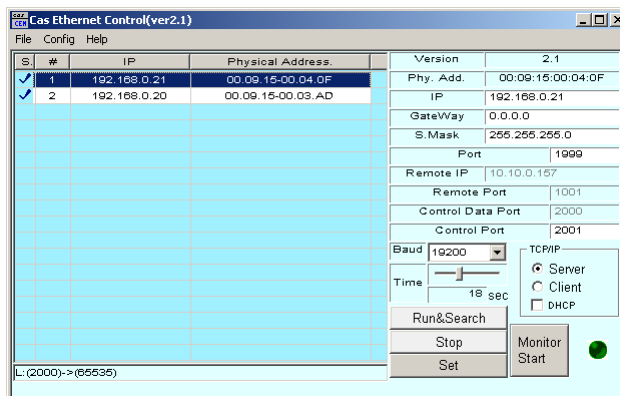 cas CEN Cas Ethernet Control(ver2.1)
File Config Help
S. # IP Physical Address.
1 192.168.0.21 00.09.15-00.04.0F
2 192.168.0.20 00.09.15-00.03.AD
Version 2.1
Phy. Add. 00:09:15:00:04:0F
IP 192.168.0.21
GateWay 0.0.0.0
S.Mask 255.255.255.0
Port 1999
Remote IP 10.10.0.157
Remote Port 1001
Control Data Port 2000
Control Port 2001
Baud 19200
TCP/IP
Server
Client
DHCP
Time 18 sec
Run&Search
Stop
Set
Monitor
Start
L:(2000)->(65535)